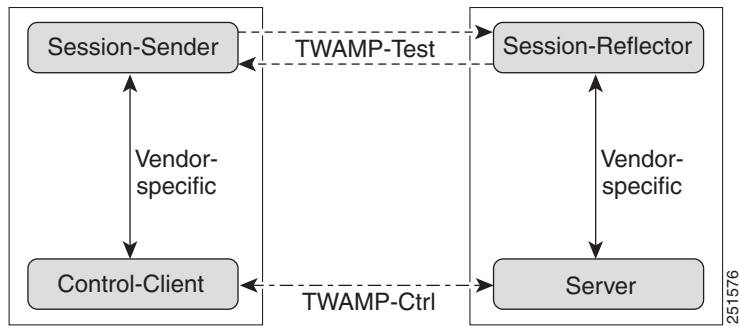 Session-Sender
TWAMP-Test
Session-Reflector
Vendor-
specific
Vendor-
specific
Control-Client
TWAMP-Ctrl
Server
251576